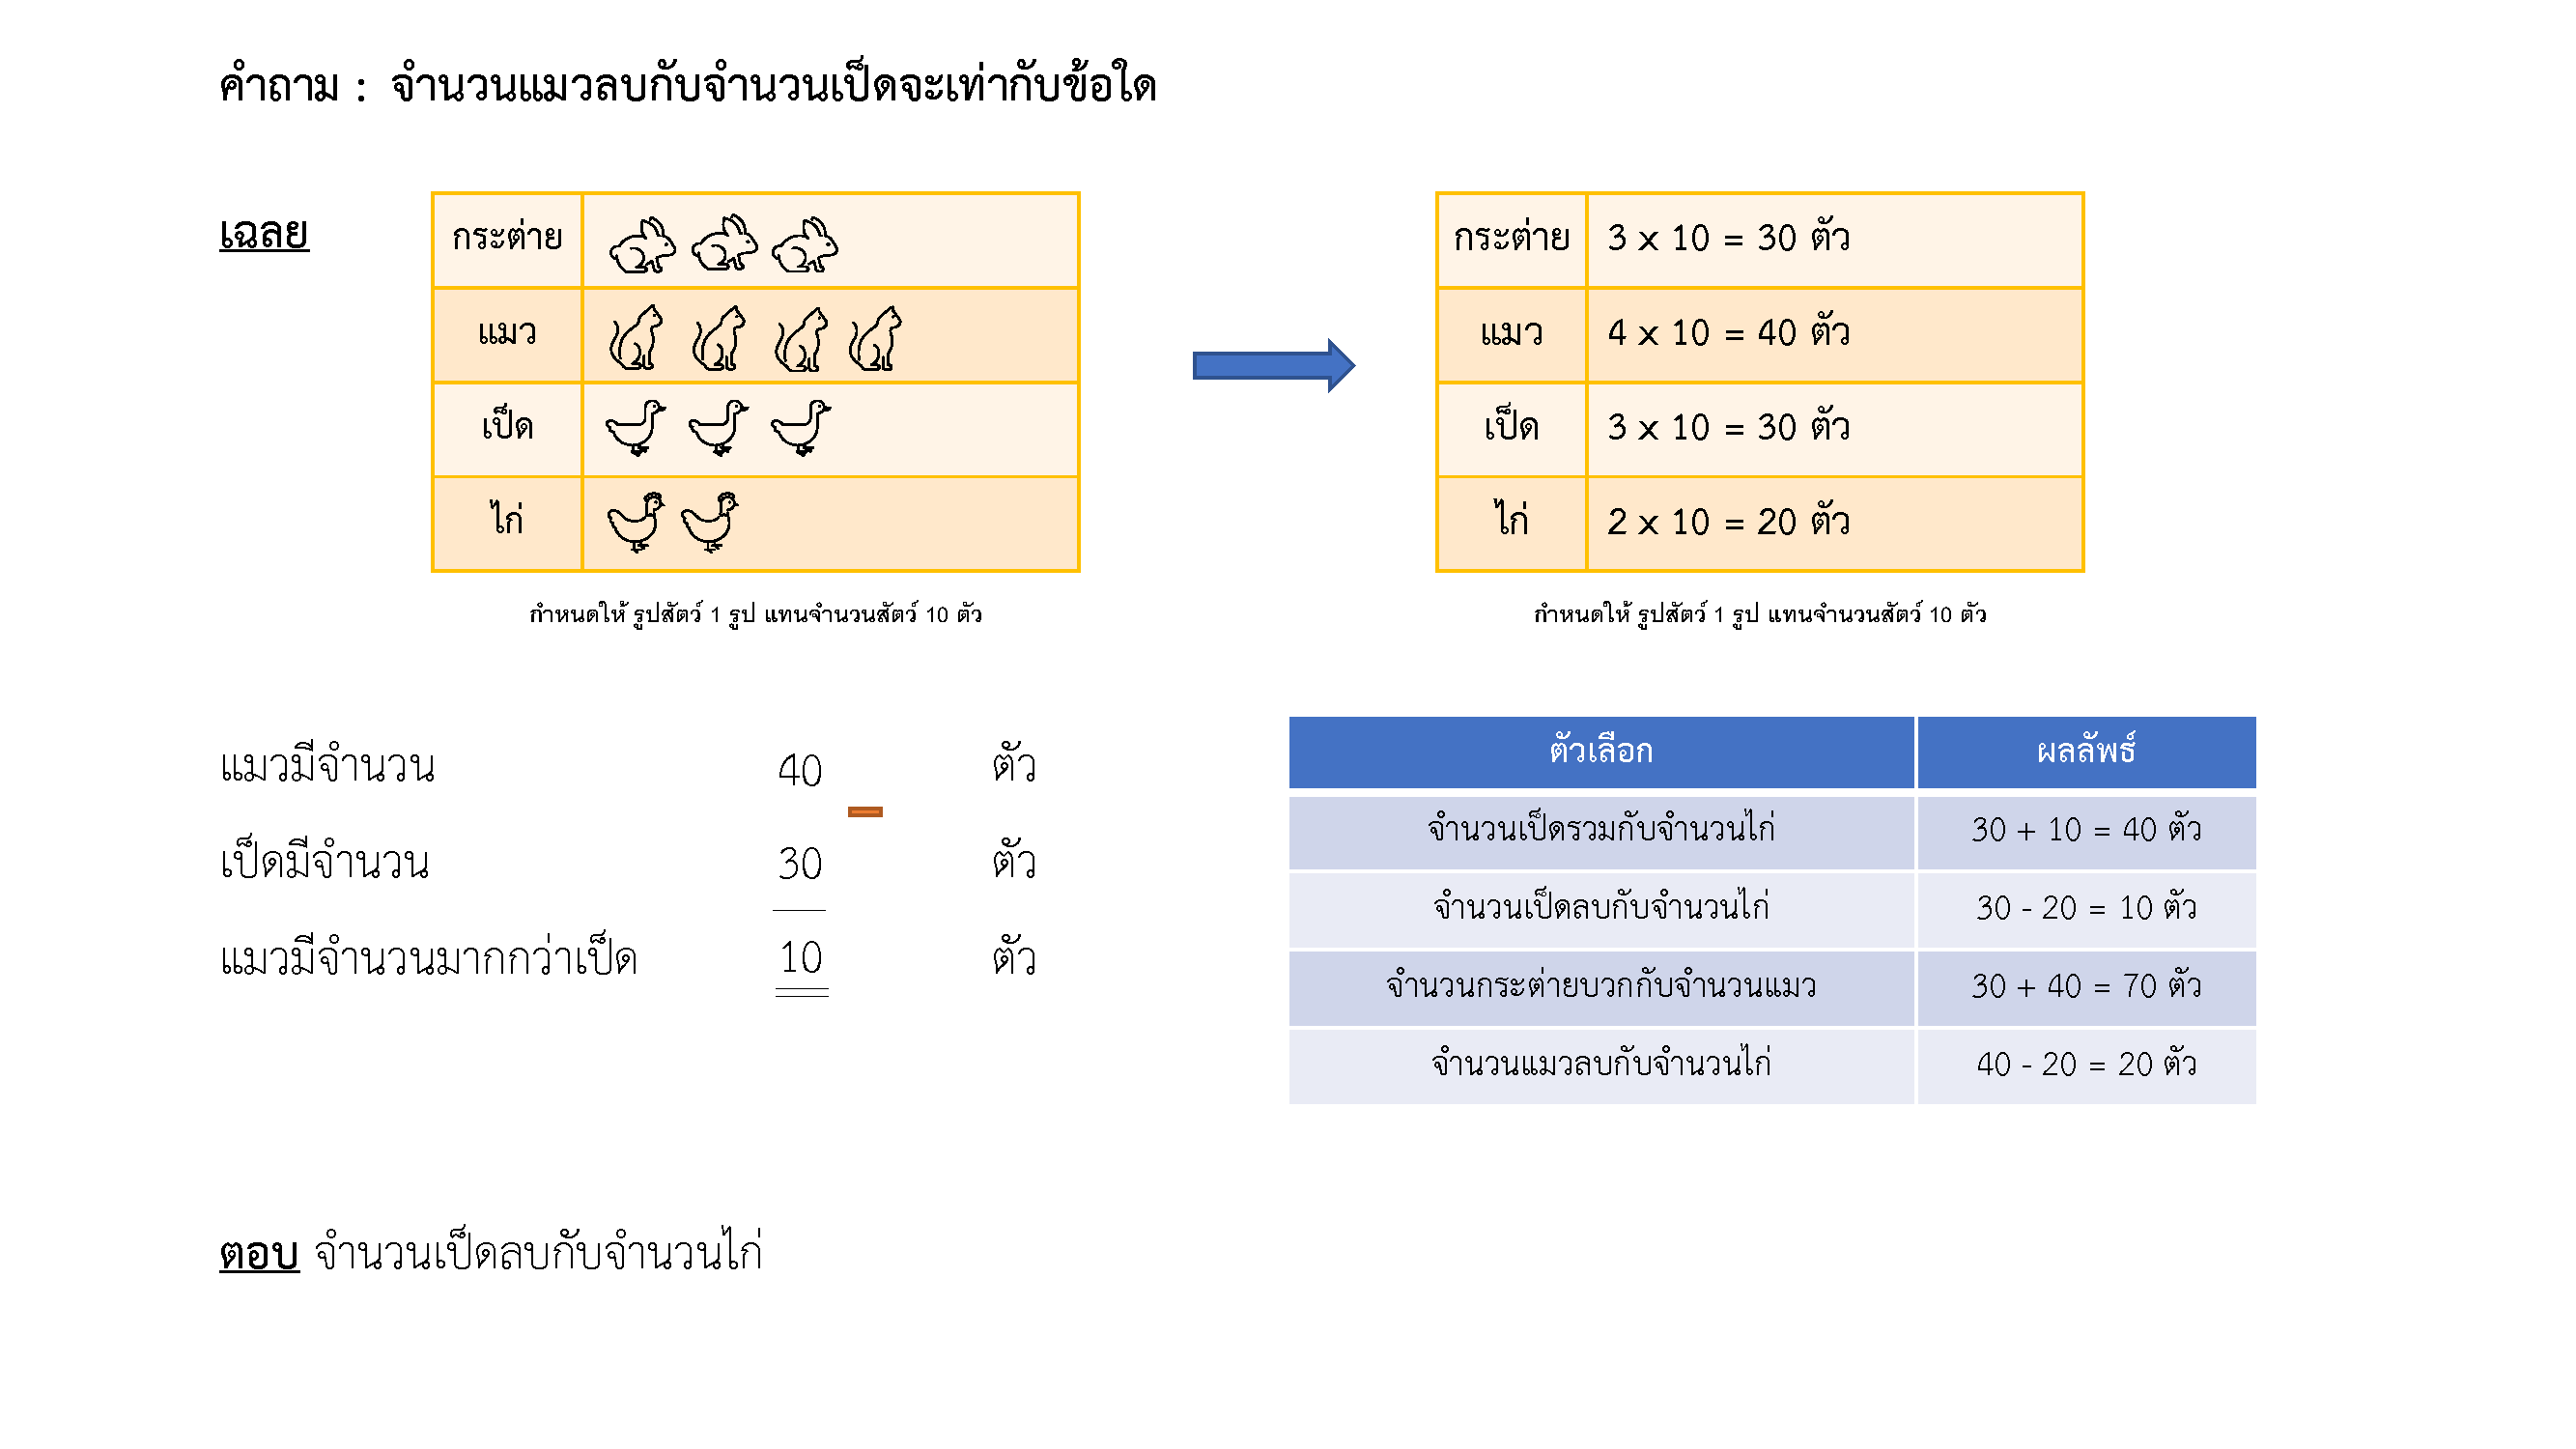 คำถาม : จำนวนแมวลบกับจำนวนเป็ดจะเท่ากับข้อใด
เฉลย
กระต่าย
แมว
เป็ด
ไก่
กำหนดให้ รูปสัตว์ 1 รูป แทนจำนวนสัตว์ 10 ตัว
กระต่าย 3 x 10 = 30 ตัว
แมว 4 x 10 = 40 ตัว
เป็ด 3 x 10 = 30 ตัว
ไก่ 2 x 10 = 20 ตัว
กำหนดให้ รูปสัตว์ 1 รูป แทนจำนวนสัตว์ 10 ตัว
แมวมีจำนวน 40 ตัว
เป็ดมีจำนวน 30 ตัว
แมวมีจำนวนมากกว่าเป็ด 10 ตัว
ตัวเลือก ผลลัพธ์
จำนวนเป็ดรวมกับจำนวนไก่ 30 + 10 = 40 ตัว
จำนวนเป็ดลบกับจำนวนไก่ 30 - 20 = 10 ตัว
จำนวนกระต่ายบวกกับจำนวนแมว 30 + 40 = 70 ตัว
จำนวนแมวลบกับจำนวนไก่ 40 - 20 = 20 ตัว
ตอบ จำนวนเป็ดลบกับจำนวนไก่